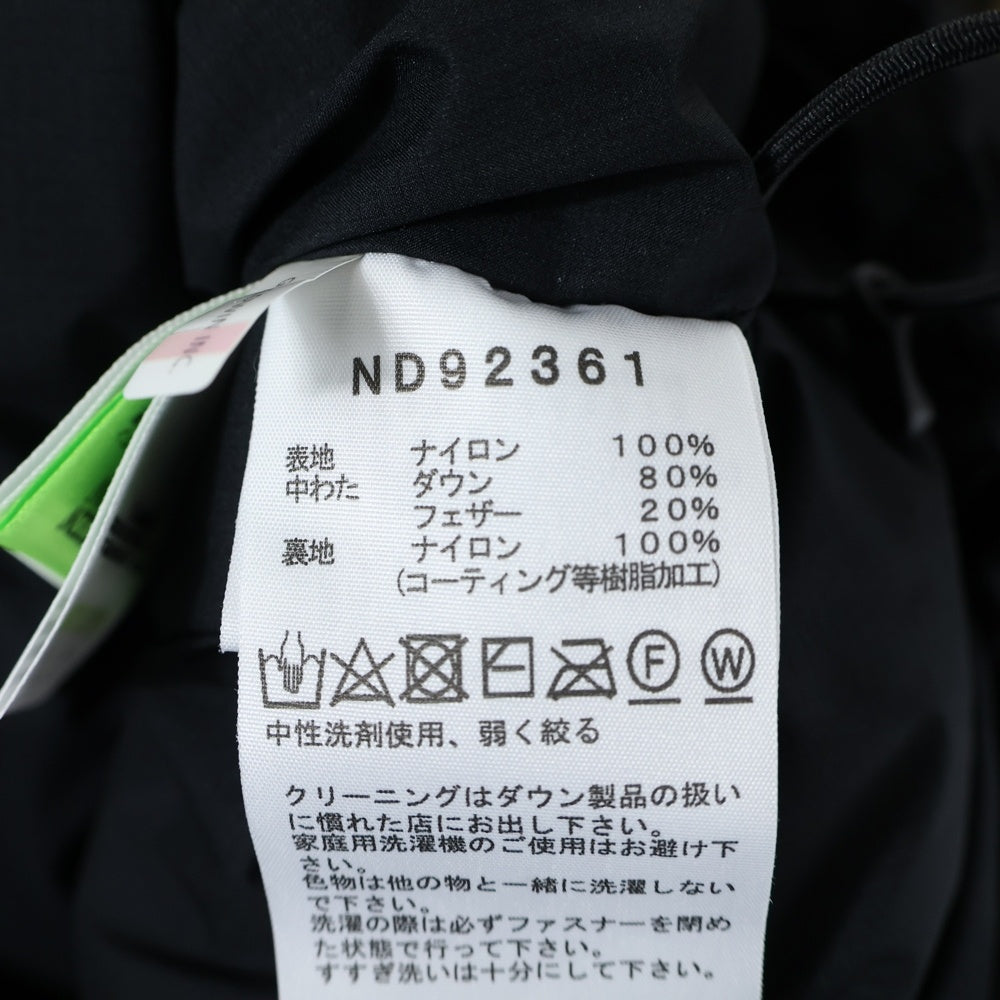 ND92361
表地 ナイロン 100%
中わた ダウン 80%
フェザー 20%
裏地 ナイロン 100%
(コーティング等樹脂加工)
F W
中性洗剤使用、弱く絞る
クリーニングはダウン製品の扱い
に慣れた店にお出し下さい。
家庭用洗濯機のご使用はお避け下
さい。
色物は他の物と一緒に洗濯しない
で下さい。
洗濯の際は必ずファスナーを閉め
た状態で行って下さい。
すすぎ洗いは十分にして下さい。